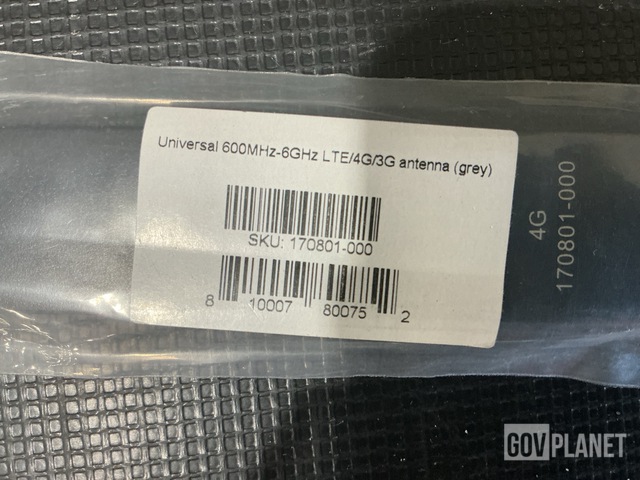 Universal 600MHz-6GHz LTE/4G/3G antenna (grey)
SKU: 170801-000
8 10007 80075 2
4G
170801-000
GOVPLANET